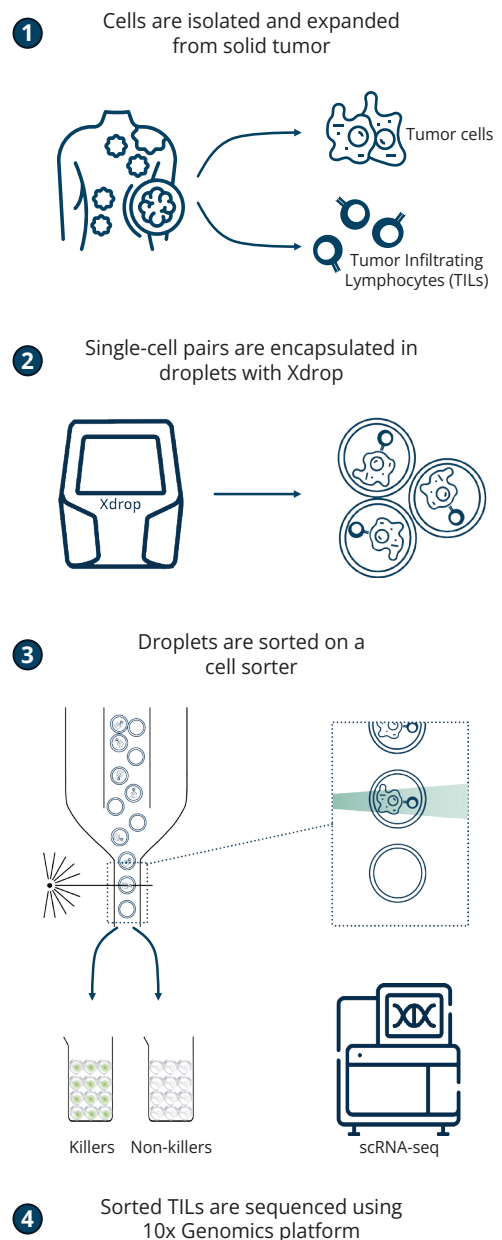 1
Cells are isolated and expanded
from solid tumor
Tumor cells
Tumor Infiltrating
Lymphocytes (TILs)
2
Single-cell pairs are encapsulated in
droplets with Xdrop
Xdrop
3
Droplets are sorted on a
cell sorter
Killers
Non-killers
scRNA-seq
4
Sorted TILs are sequenced using
10x Genomics platform